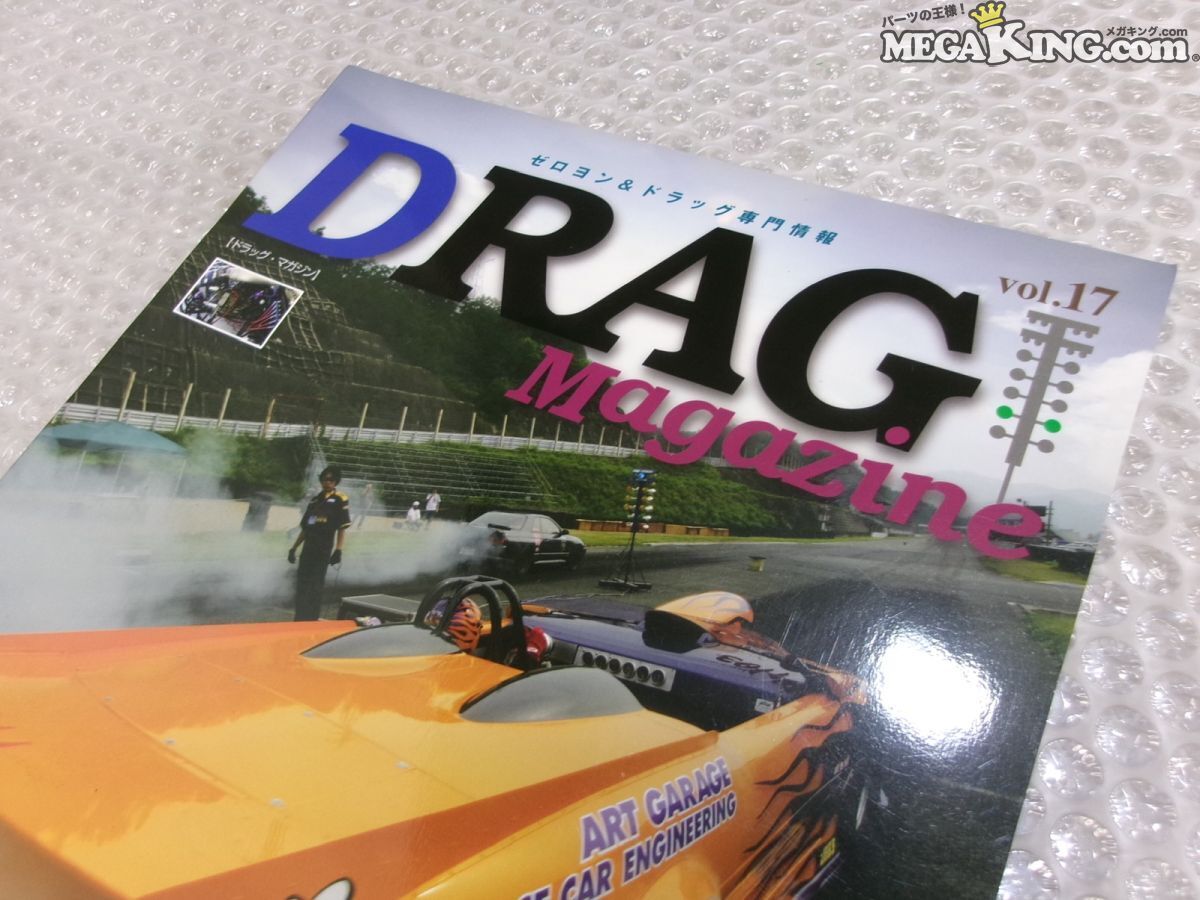 パーツの王様!
メガキング.com
MEGAKING.com®
ゼロヨン&ドラッグ専門情報
DRAG
Magazine
vol.17
[ドラッグ・マガジン]
ART GARAGE
CAR ENGINEERING